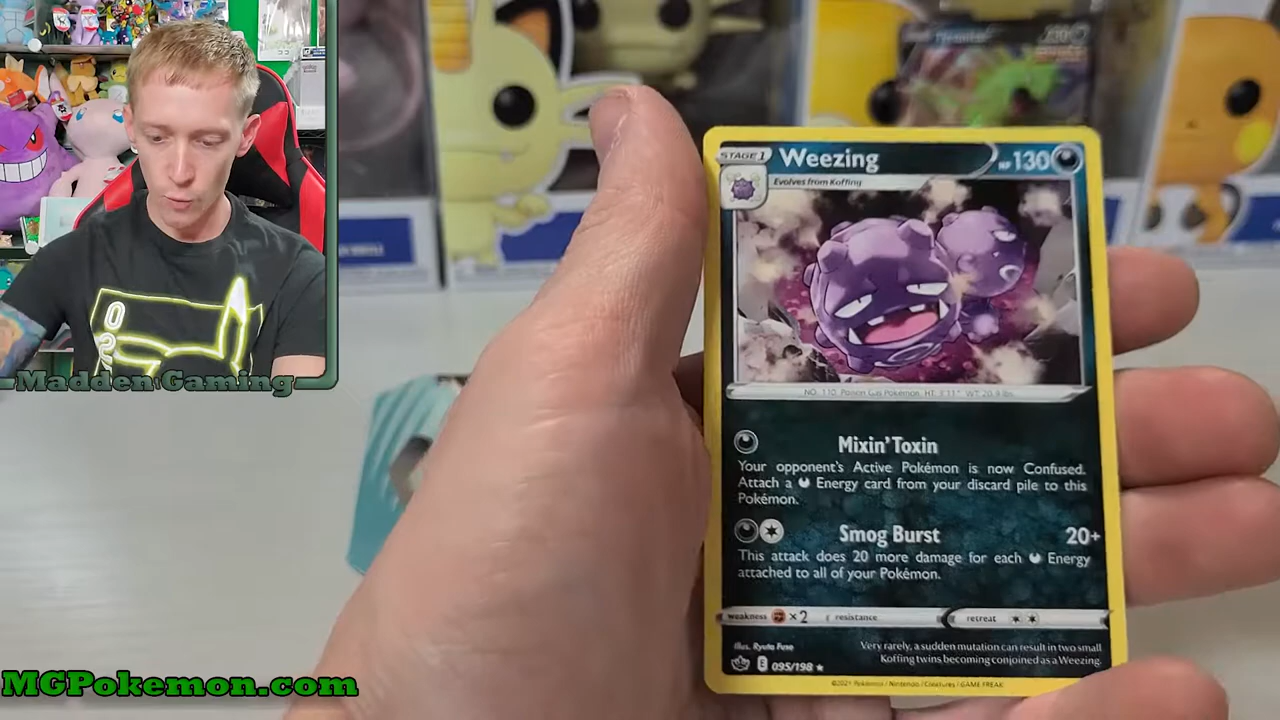 STAGE 1 Weezing HP 130
Evolves from Koffing
NO. 110 Poison Gas Pokémon HT: 3'11" WT: 20.9 lbs.
Mixin' Toxin
Your opponent's Active Pokémon is now Confused.
Attach a Energy card from your discard pile to this
Pokémon.
Smog Burst 20+
This attack does 20 more damage for each Energy
attached to all of your Pokémon.
weakness ×2 resistance retreat
Illus. Ryuta Fuse
Very rarely, a sudden mutation can result in two small
Koffing twins becoming conjoined as a Weezing.
E 095/198 ★
©2021 Pokémon / Nintendo / Creatures / GAME FREAK
Madden Gaming
MGPokemon.com